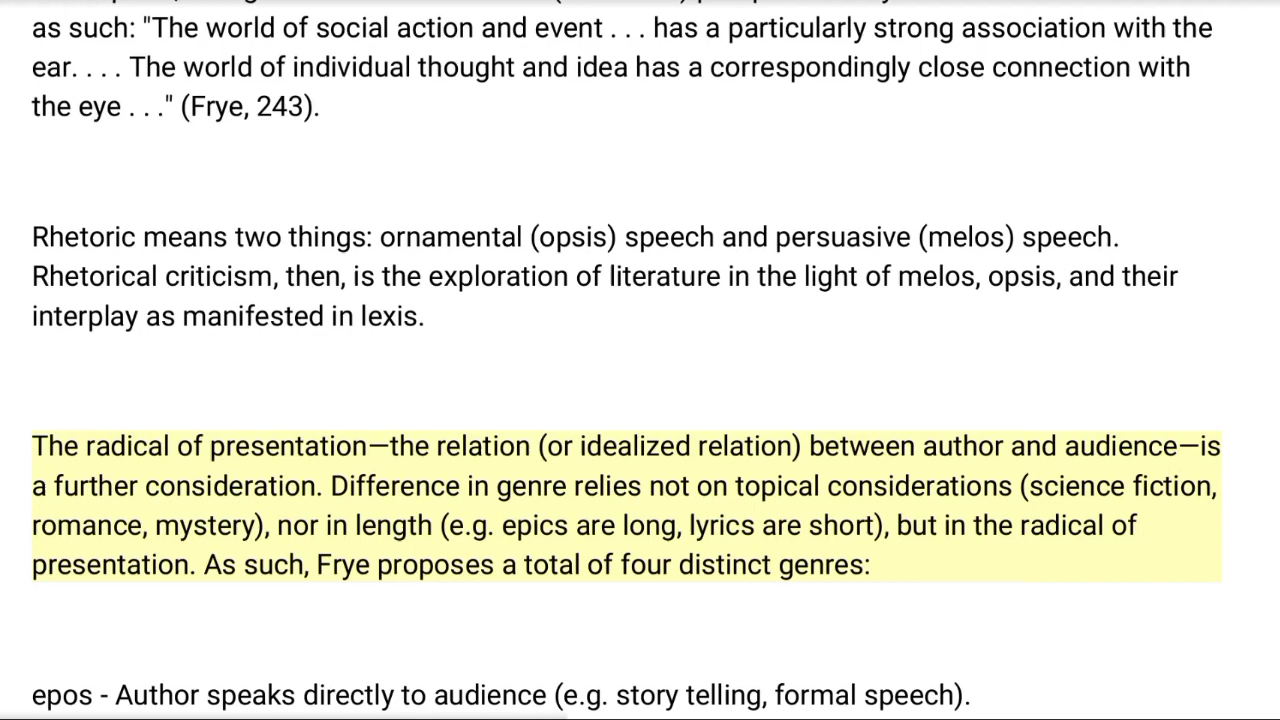 as such: "The world of social action and event . . . has a particularly strong association with the
ear. . . . The world of individual thought and idea has a correspondingly close connection with
the eye . . ." (Frye, 243).
Rhetoric means two things: ornamental (opsis) speech and persuasive (melos) speech.
Rhetorical criticism, then, is the exploration of literature in the light of melos, opsis, and their
interplay as manifested in lexis.
The radical of presentation—the relation (or idealized relation) between author and audience—is
a further consideration. Difference in genre relies not on topical considerations (science fiction,
romance, mystery), nor in length (e.g. epics are long, lyrics are short), but in the radical of
presentation. As such, Frye proposes a total of four distinct genres:
epos - Author speaks directly to audience (e.g. story telling, formal speech).